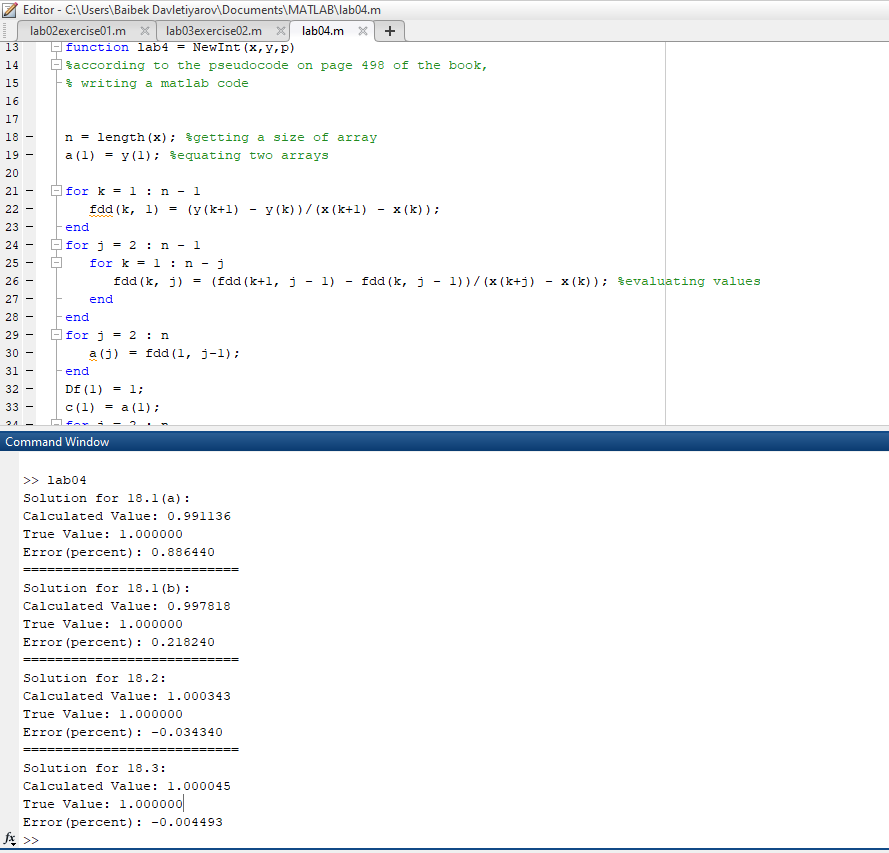 Editor - C:\Users\Baibek Davletiyarov\Documents\MATLAB\lab04.m
lab02exercise01.m × lab03exercise02.m × lab04.m × +
13 function lab4 = NewInt(x,y,p)
14 %according to the pseudocode on page 498 of the book,
15 % writing a matlab code
16
17
18 – n = length(x); %getting a size of array
19 – a(1) = y(1); %equating two arrays
20
21 – for k = 1 : n - 1
22 – fdd(k, 1) = (y(k+1) - y(k))/(x(k+1) - x(k));
23 – end
24 – for j = 2 : n - 1
25 – for k = 1 : n - j
26 – fdd(k, j) = (fdd(k+1, j - 1) - fdd(k, j - 1))/(x(k+j) - x(k)); %evaluating values
27 – end
28 – end
29 – for j = 2 : n
30 – a(j) = fdd(1, j-1);
31 – end
32 – Df(1) = 1;
33 – c(1) = a(1);
34 – for j = 2 : n
Command Window
>> lab04
Solution for 18.1(a):
Calculated Value: 0.991136
True Value: 1.000000
Error(percent): 0.886440
===========================
Solution for 18.1(b):
Calculated Value: 0.997818
True Value: 1.000000
Error(percent): 0.218240
===========================
Solution for 18.2:
Calculated Value: 1.000343
True Value: 1.000000
Error(percent): -0.034340
===========================
Solution for 18.3:
Calculated Value: 1.000045
True Value: 1.000000
Error(percent): -0.004493
fx >>